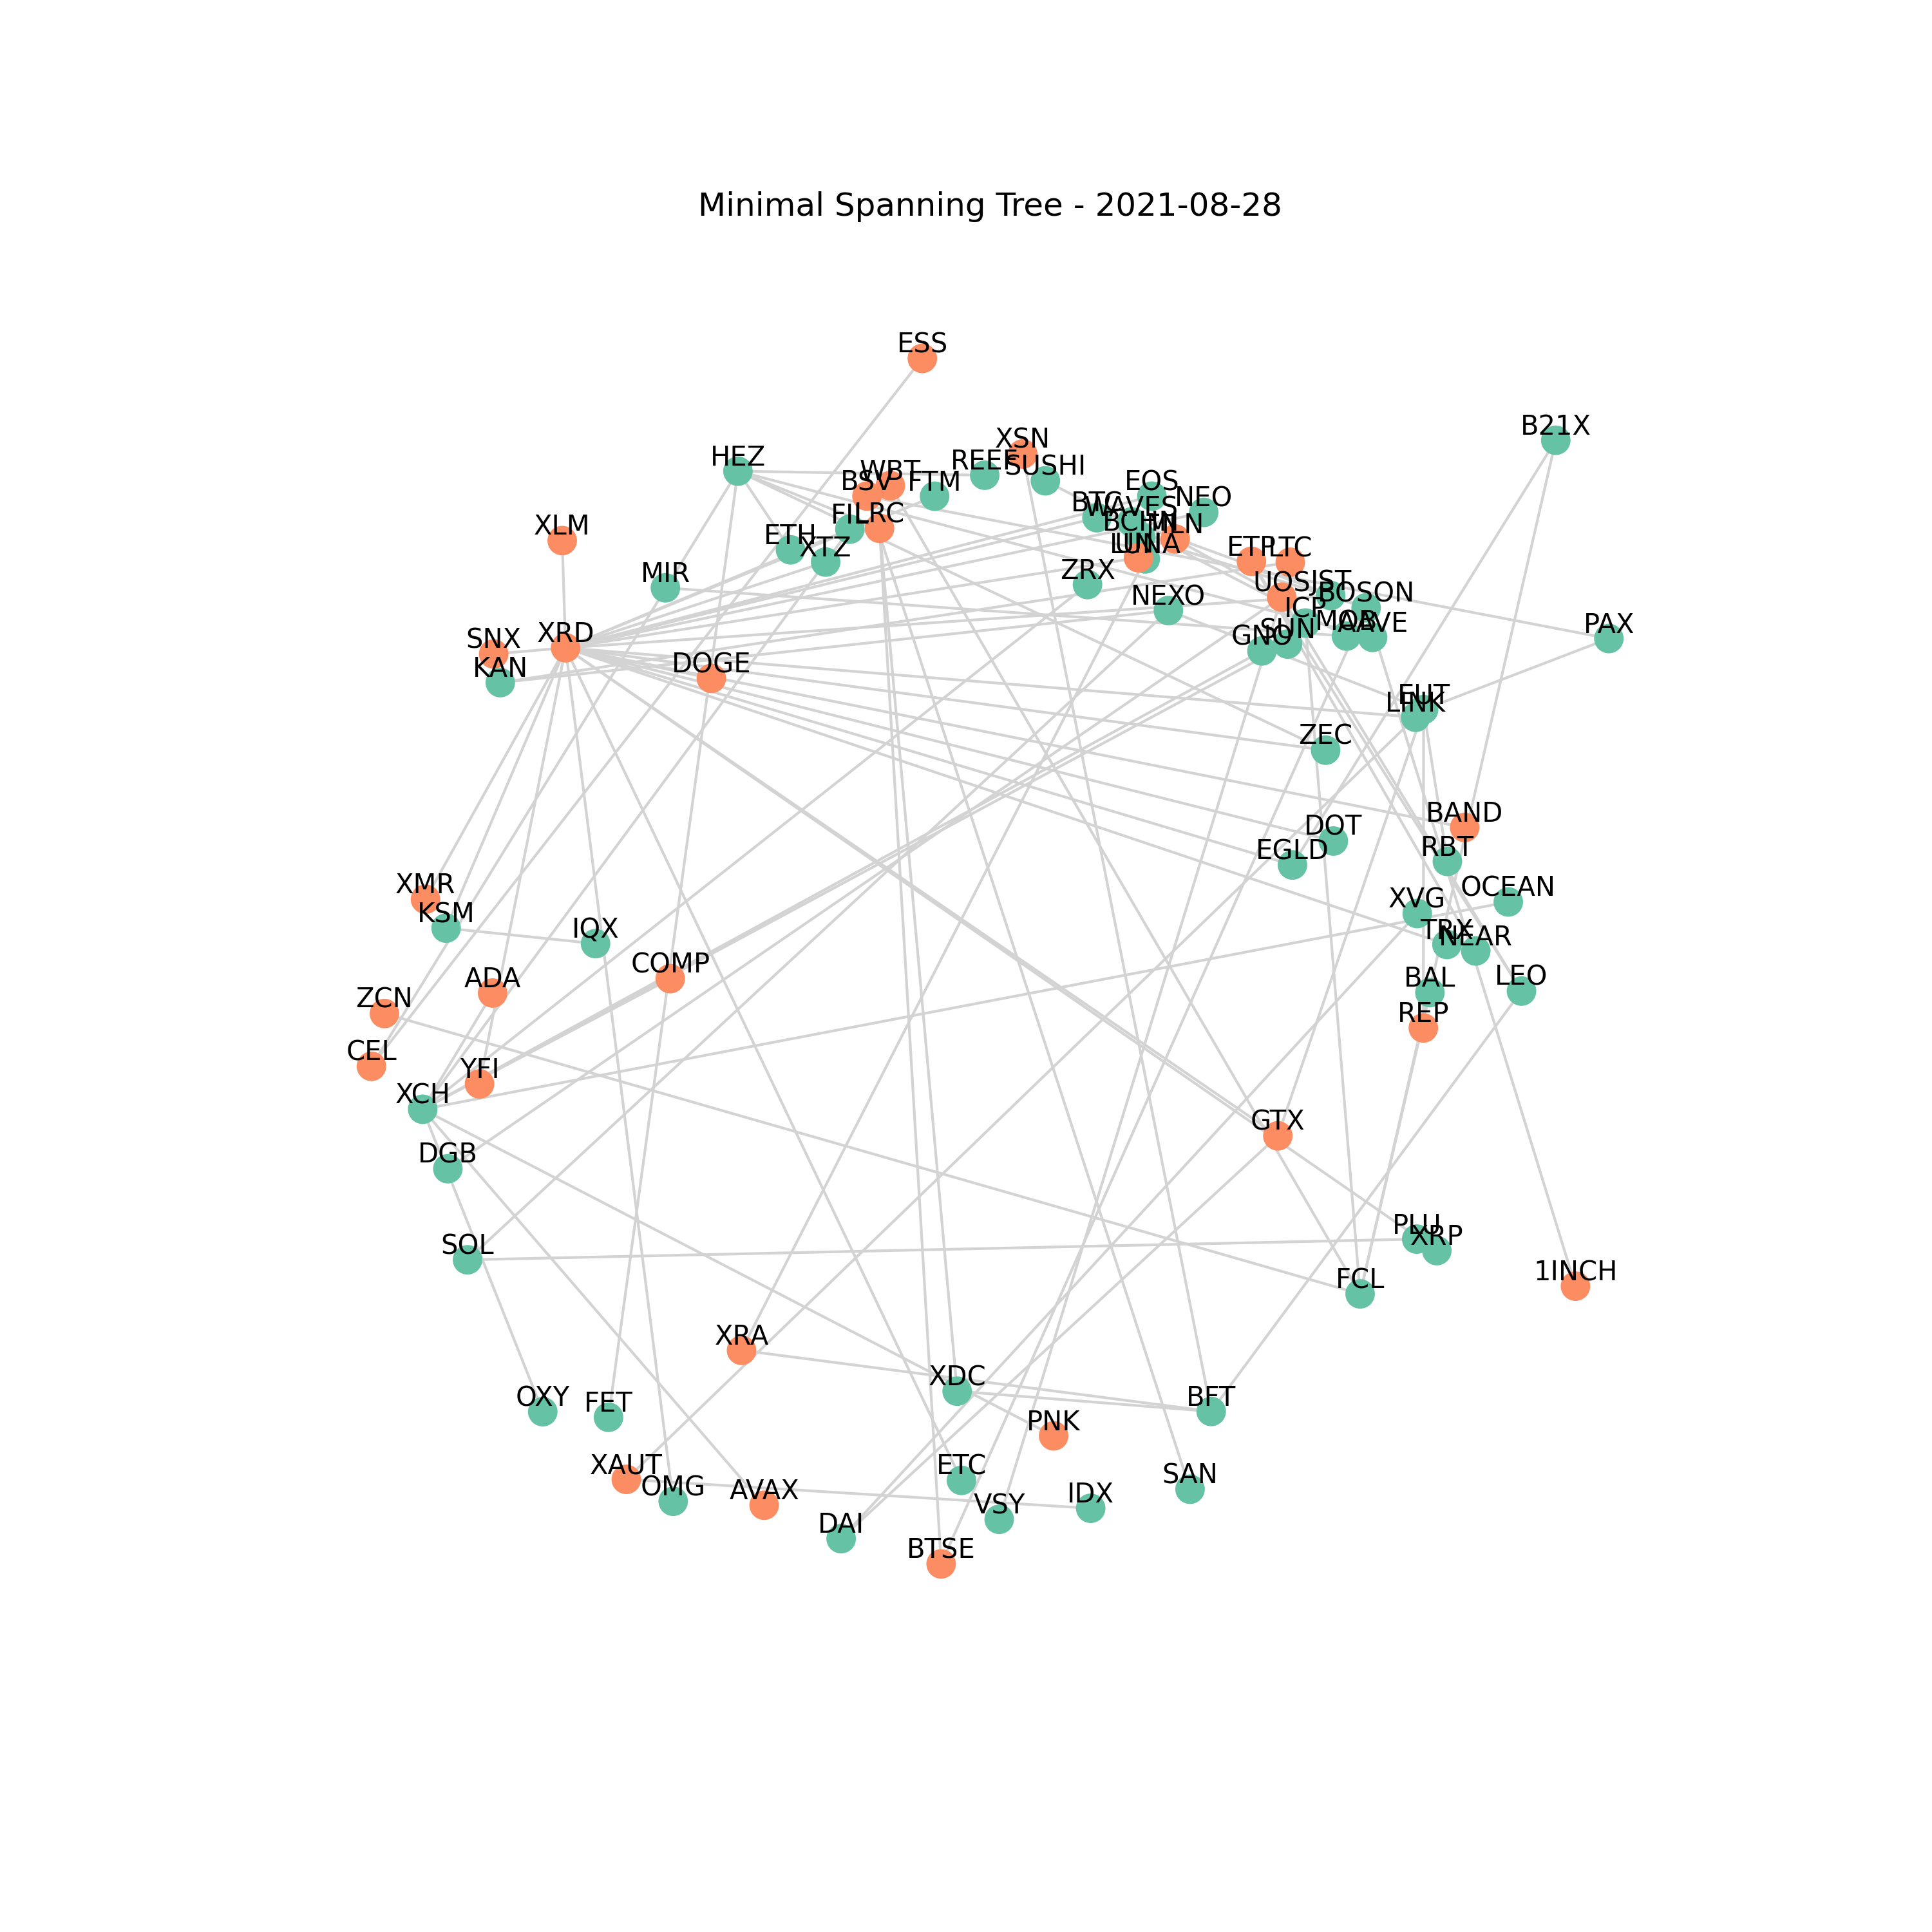 Minimal Spanning Tree - 2021-08-28
ESS
B21X
XSN
HEZ
REEF
SUSHI
WBT
BSV
FTM
EOS
BTC
WAVES
NEO
XLM
FIL
LRC
BCH
MLN
ETH
XTZ
LUNA
ETP
LTC
ZRX
MIR
NEXO
UOS
JST
BOSON
ICP
SNX
XRD
KAN
GNO
SUN
MOB
AAVE
PAX
DOGE
FUT
LINK
ZEC
BAND
DOT
RBT
EGLD
XMR
KSM
XVG
OCEAN
IQX
TRX
NEAR
COMP
ADA
BAL
LEO
ZCN
REP
CEL
YFI
XCH
GTX
DGB
SOL
PLU
XRP
1INCH
FCL
XRA
XDC
OXY
FET
BFT
PNK
XAUT
OMG
AVAX
ETC
SAN
IDX
VSY
DAI
BTSE